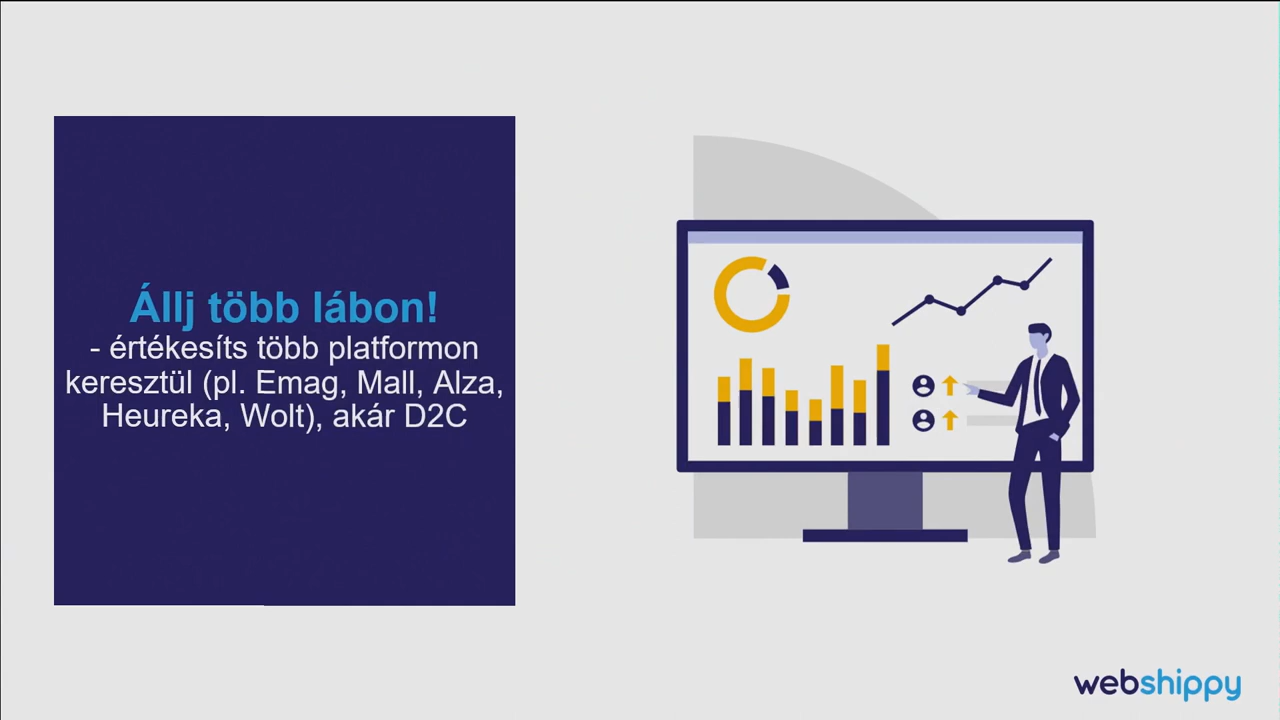 Állj több lábon!
- értékesíts több platformon
keresztül (pl. Emag, Mall, Alza,
Heureka, Wolt), akár D2C
webshippy